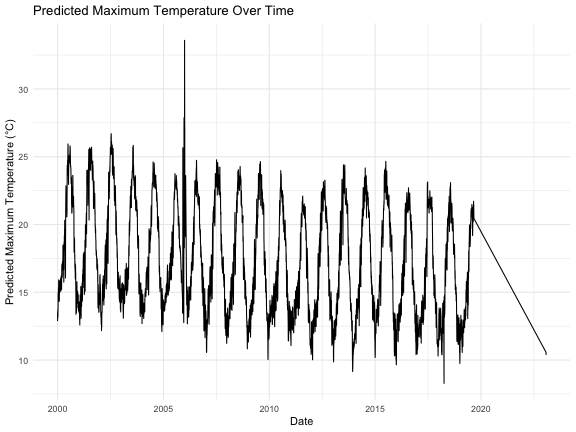 Predicted Maximum Temperature Over Time
Predicted Maximum Temperature (°C)
30
25
20
15
10
2000 2005 2010 2015 2020
Date